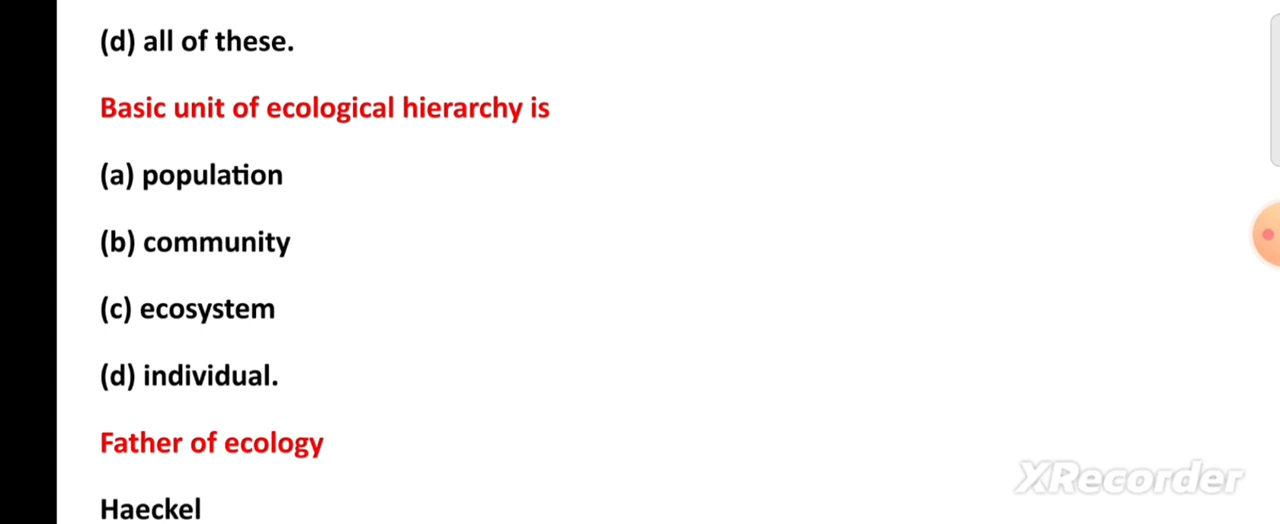 (d) all of these.
Basic unit of ecological hierarchy is
(a) population
(b) community
(c) ecosystem
(d) individual.
Father of ecology
Haeckel
XRecorder